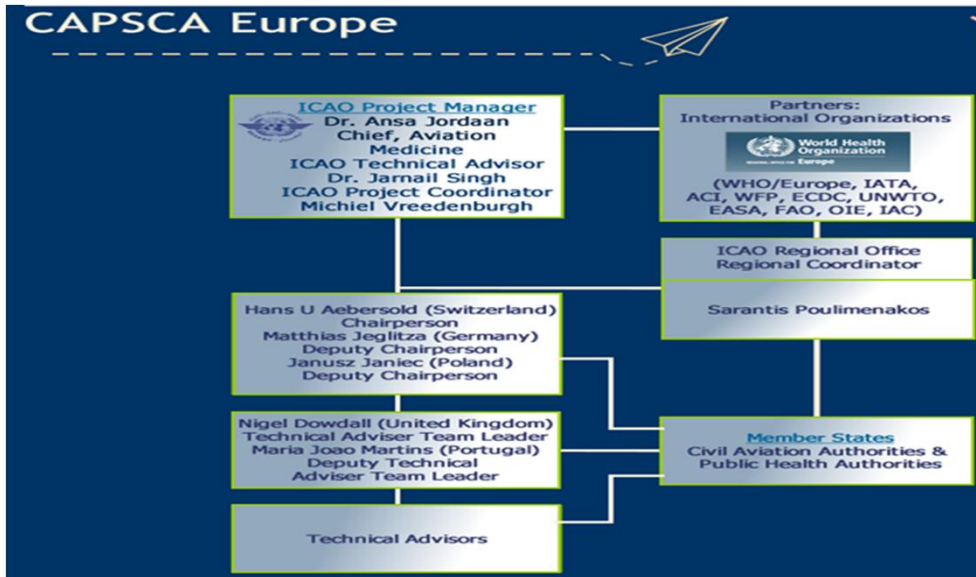 CAPSCA Europe
ICAO Project Manager
Dr. Ansa Jordaan
Chief, Aviation
Medicine
ICAO Technical Advisor
Dr. Jarnail Singh
ICAO Project Coordinator
Michiel Vreedenburgh
Partners:
International Organizations
World Health
Organization
REGIONAL OFFICE FOR Europe
(WHO/Europe, IATA,
ACI, WFP, ECDC, UNWTO,
EASA, FAO, OIE, IAC)
ICAO Regional Office
Regional Coordinator
Sarantis Poulimenakos
Hans U Aebersold (Switzerland)
Chairperson
Matthias Jeglitza (Germany)
Deputy Chairperson
Janusz Janiec (Poland)
Deputy Chairperson
Nigel Dowdall (United Kingdom)
Technical Adviser Team Leader
Maria Joao Martins (Portugal)
Deputy Technical
Adviser Team Leader
Member States
Civil Aviation Authorities &
Public Health Authorities
Technical Advisors